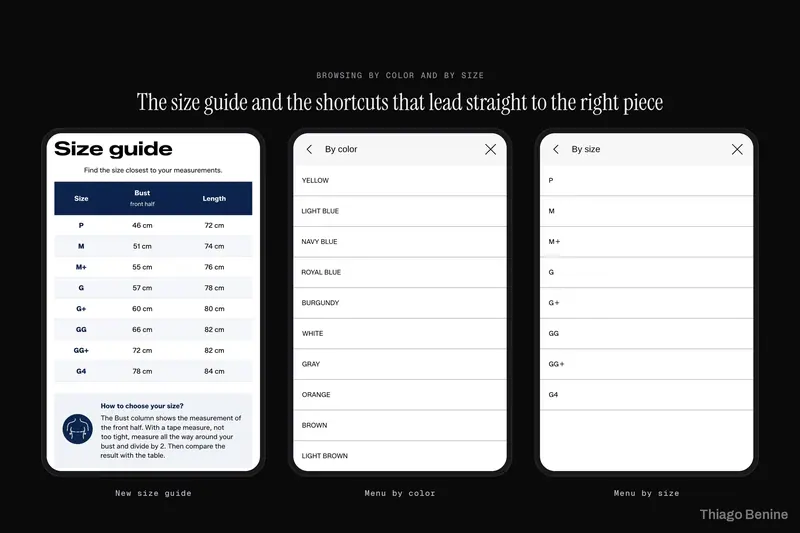 BROWSING BY COLOR AND BY SIZE
The size guide and the shortcuts that lead straight to the right piece
Size guide
Find the size closest to your measurements.
Size Bust front half Length
P 46 cm 72 cm
M 51 cm 74 cm
M+ 55 cm 76 cm
G 57 cm 78 cm
G+ 60 cm 80 cm
GG 66 cm 82 cm
GG+ 72 cm 82 cm
G4 78 cm 84 cm
How to choose your size?
The Bust column shows the measurement of
the front half. With a tape measure, not
too tight, measure all the way around your
bust and divide by 2. Then compare the
result with the table.
New size guide
By color
YELLOW
LIGHT BLUE
NAVY BLUE
ROYAL BLUE
BURGUNDY
WHITE
GRAY
ORANGE
BROWN
LIGHT BROWN
Menu by color
By size
P
M
M+
G
G+
GG
GG+
G4
Menu by size
Thiago Benine